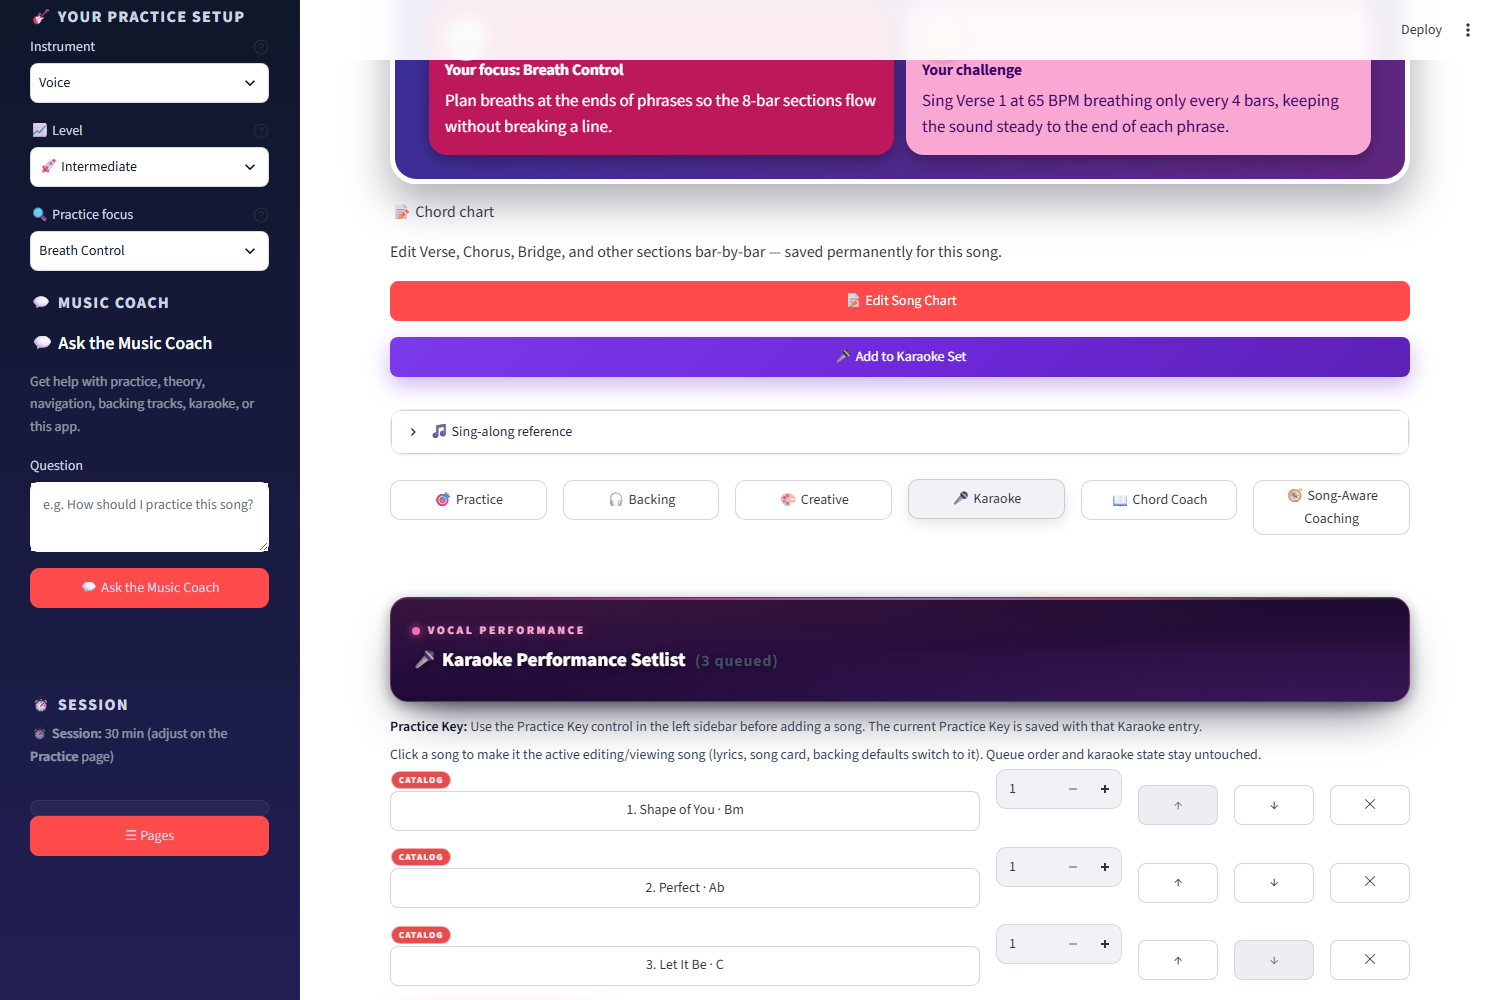 YOUR PRACTICE SETUP
Instrument
Voice
Level
Intermediate
Practice focus
Breath Control
MUSIC COACH
Ask the Music Coach
Get help with practice, theory,
navigation, backing tracks, karaoke, or
this app.
Question
e.g. How should I practice this song?
Ask the Music Coach
SESSION
Session: 30 min (adjust on the
Practice page)
☰ Pages
Deploy
Your focus: Breath Control
Plan breaths at the ends of phrases so the 8-bar sections flow
without breaking a line.
Your challenge
Sing Verse 1 at 65 BPM breathing only every 4 bars, keeping
the sound steady to the end of each phrase.
Chord chart
Edit Verse, Chorus, Bridge, and other sections bar-by-bar — saved permanently for this song.
Edit Song Chart
Add to Karaoke Set
Sing-along reference
Practice
Backing
Creative
Karaoke
Chord Coach
Song-Aware
Coaching
VOCAL PERFORMANCE
Karaoke Performance Setlist (3 queued)
Practice Key: Use the Practice Key control in the left sidebar before adding a song. The current Practice Key is saved with that Karaoke entry.
Click a song to make it the active editing/viewing song (lyrics, song card, backing defaults switch to it). Queue order and karaoke state stay untouched.
CATALOG
1. Shape of You · Bm
1 − + ↑ ↓ ×
CATALOG
2. Perfect · Ab
1 − + ↑ ↓ ×
CATALOG
3. Let It Be · C
1 − + ↑ ↓ ×